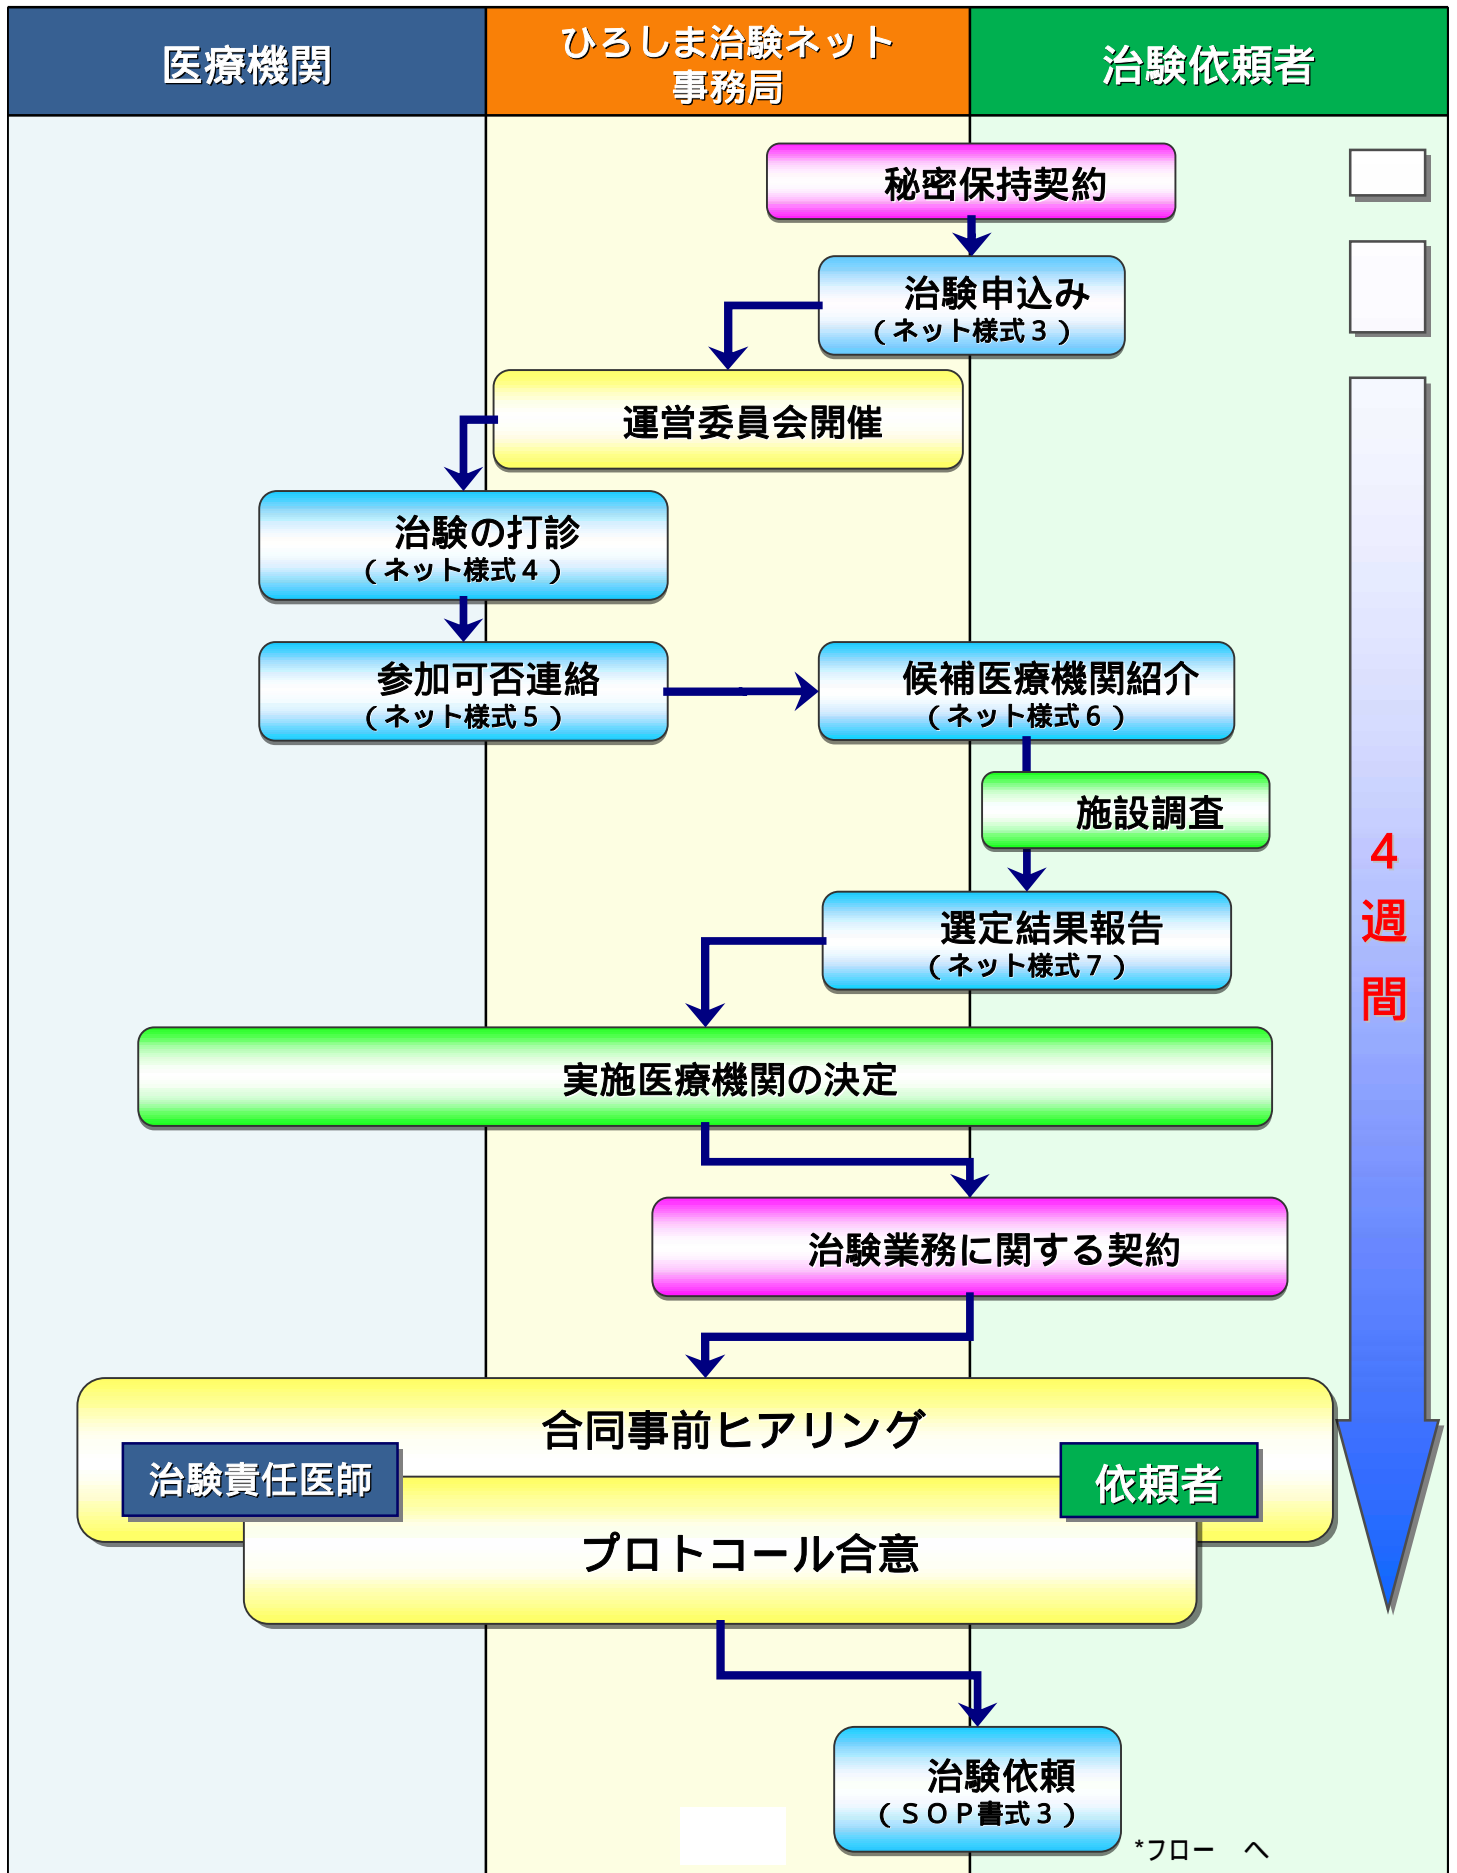 医療機関
ひろしま治験ネット
事務局
治験依頼者
秘密保持契約
治験申込み
（ネット様式３）
運営委員会開催
治験の打診
（ネット様式４）
参加可否連絡
（ネット様式５）
候補医療機関紹介
（ネット様式６）
施設調査
選定結果報告
（ネット様式７）
４
週
間
実施医療機関の決定
治験業務に関する契約
合同事前ヒアリング
治験責任医師
依頼者
プロトコール合意
治験依頼
（ＳＯＰ書式３）
*フロー　へ